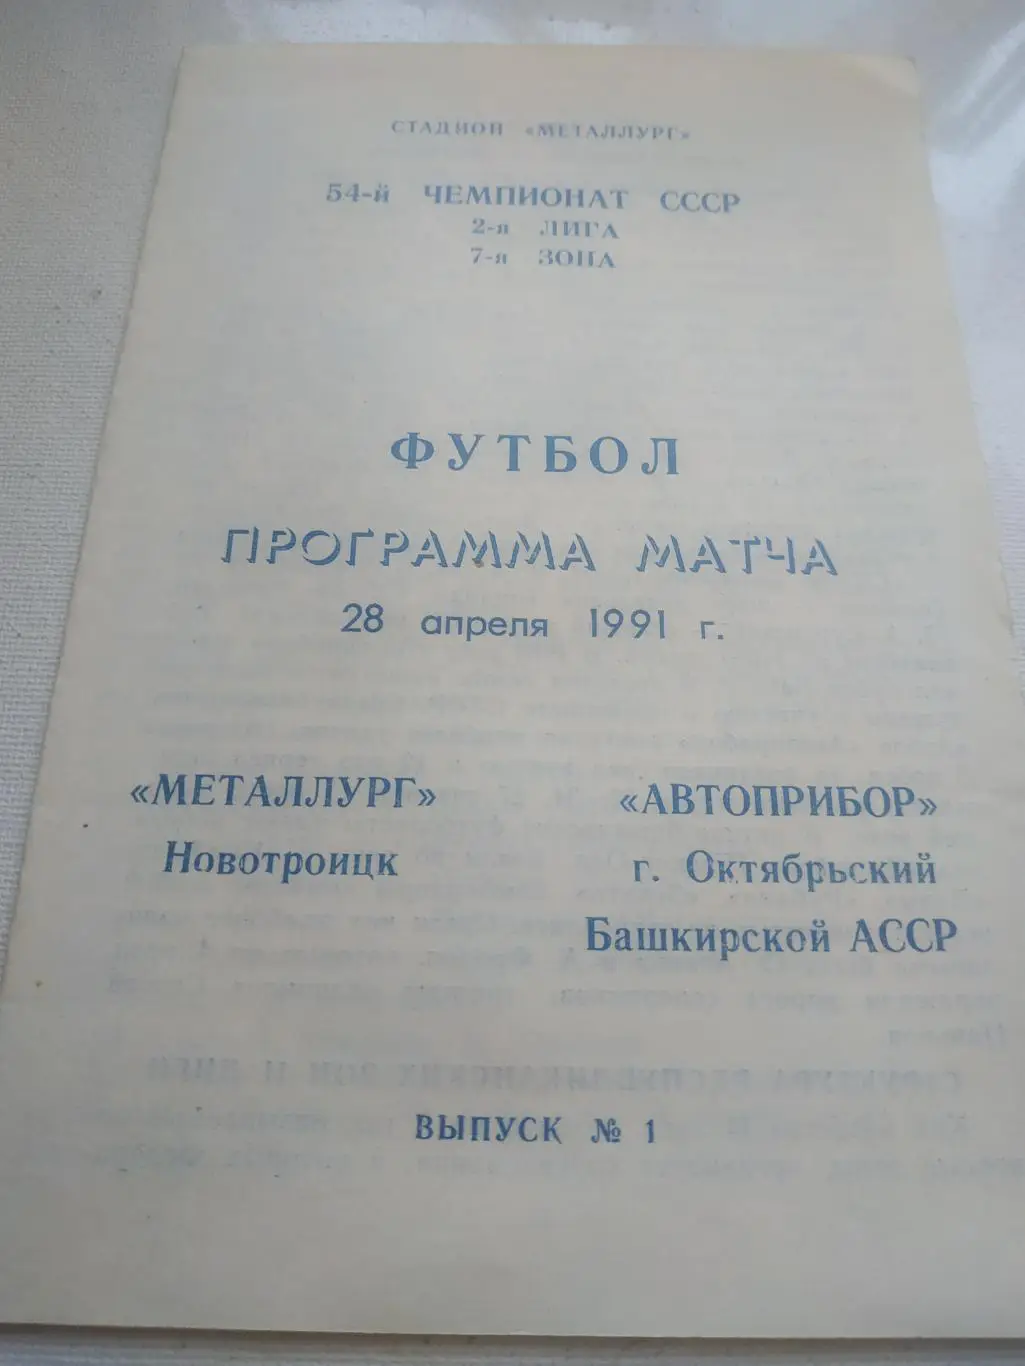 СТАДИОН «МЕТАЛЛУРГ»
54-й ЧЕМПИОНАТ СССР
2-я ЛИГА
7-я ЗОНА
ФУТБОЛ
ПРОГРАММА МАТЧА
28 апреля 1991 г.
«МЕТАЛЛУРГ»
Новотроицк
«АВТОПРИБОР»
г. Октябрьский
Башкирской АССР
ВЫПУСК № 1